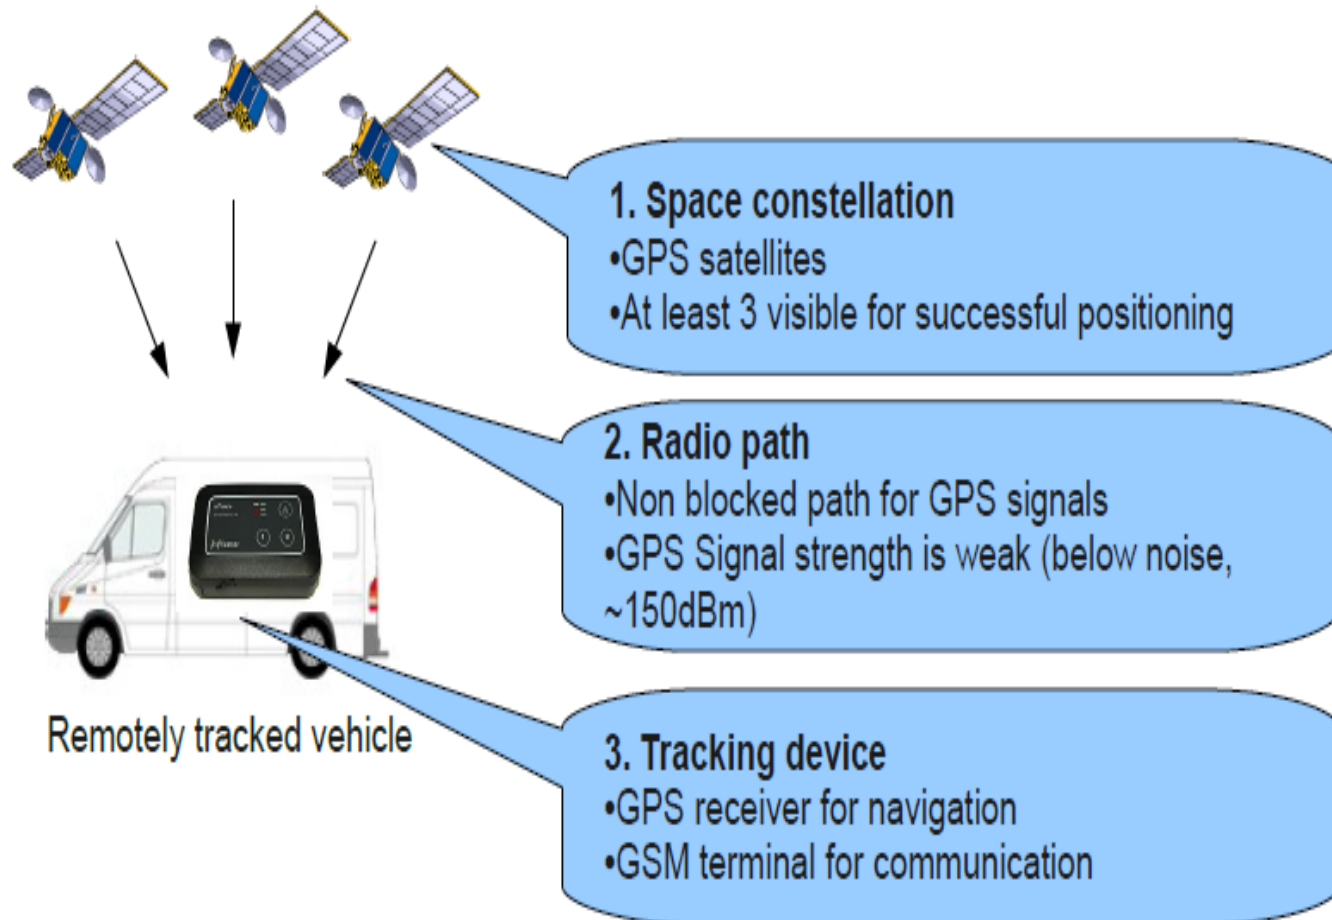 1. Space constellation
•GPS satellites
•At least 3 visible for successful positioning
2. Radio path
•Non blocked path for GPS signals
•GPS Signal strength is weak (below noise,
~150dBm)
Remotely tracked vehicle
3. Tracking device
•GPS receiver for navigation
•GSM terminal for communication